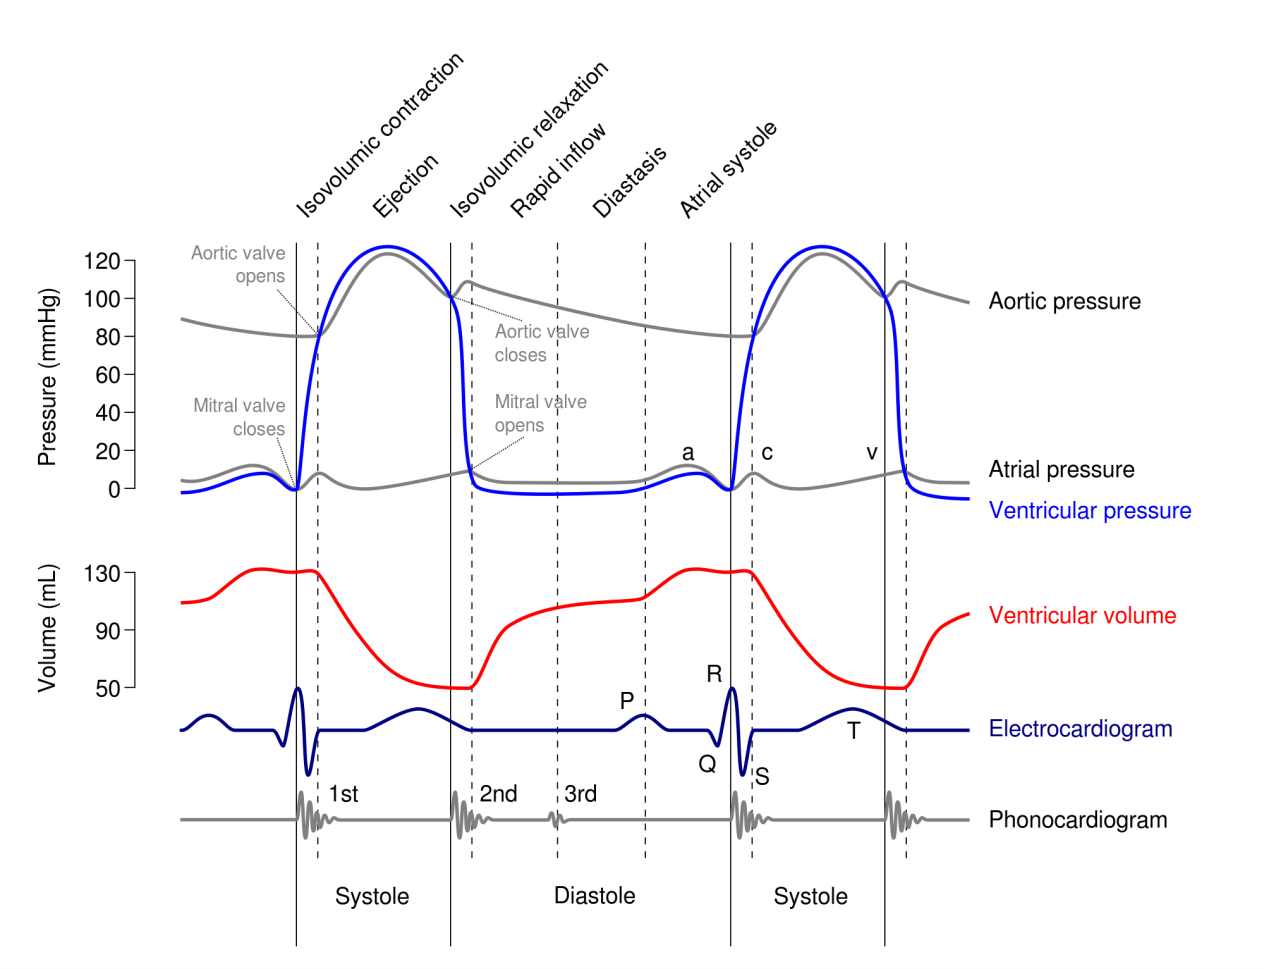 Isovolumic contraction
Ejection
Isovolumic relaxation
Rapid inflow
Diastasis
Atrial systole
Pressure (mmHg)
120
100
80
60
40
20
0
Aortic valve
opens
Aortic valve
closes
Mitral valve
closes
Mitral valve
opens
a
c
v
Aortic pressure
Atrial pressure
Ventricular pressure
Volume (mL)
130
90
50
Ventricular volume
R
P
Q
S
T
Electrocardiogram
1st
2nd
3rd
Phonocardiogram
Systole
Diastole
Systole